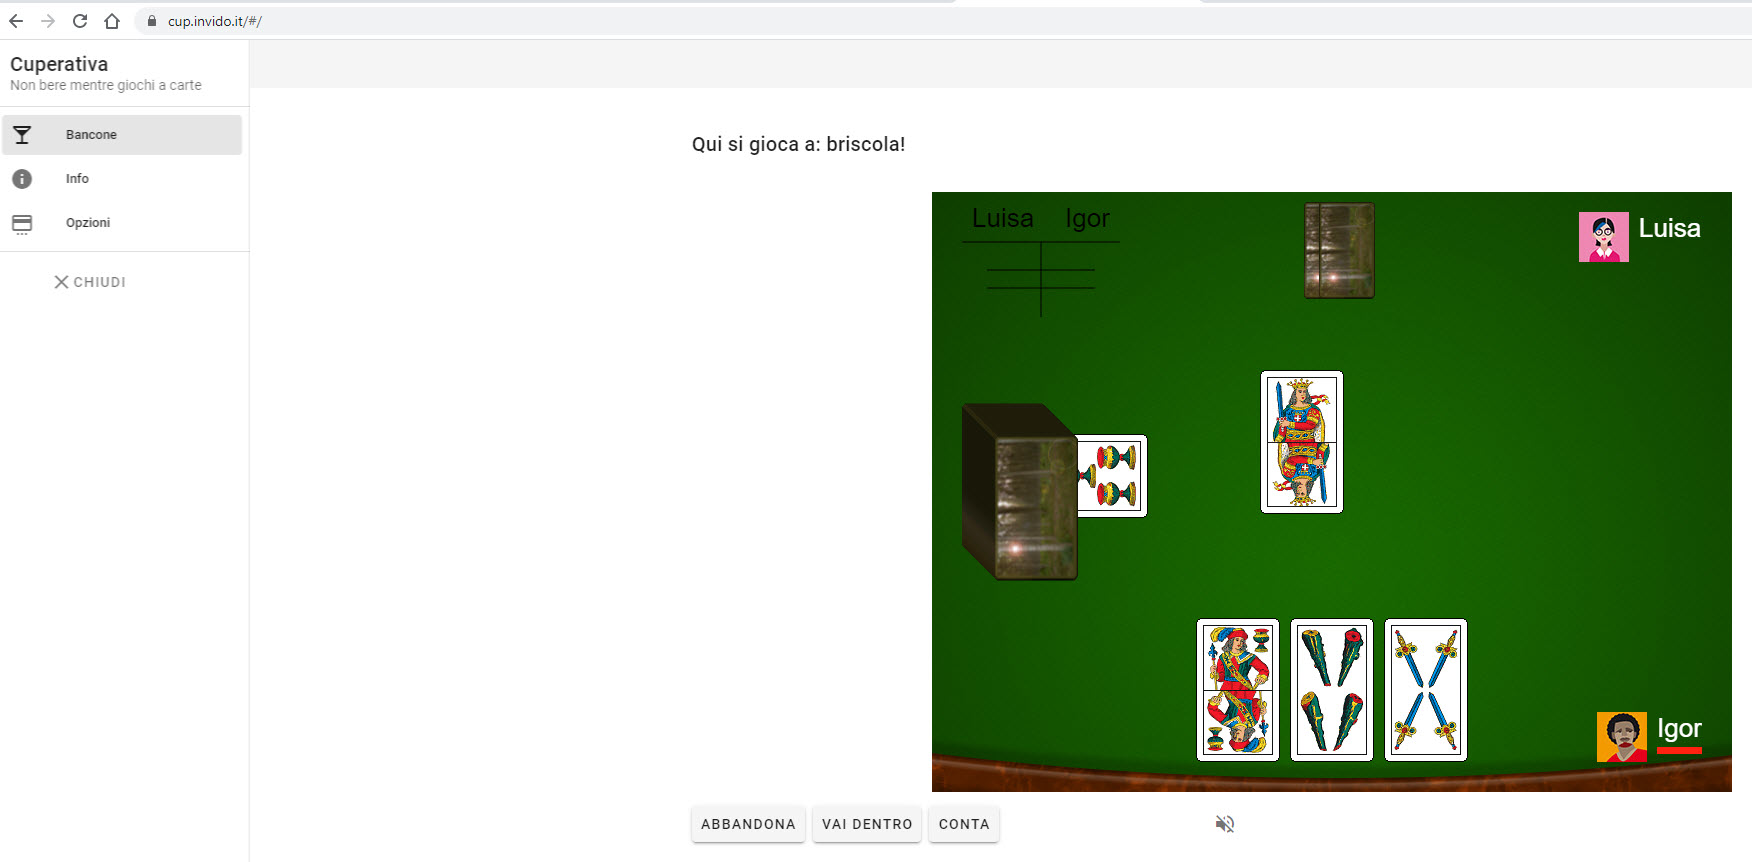 cup.invido.it/#/
Cuperativa
Non bere mentre giochi a carte
Bancone
Info
Opzioni
CHIUDI
Qui si gioca a: briscola!
Luisa Igor
Luisa
Igor
ABBANDONA
VAI DENTRO
CONTA